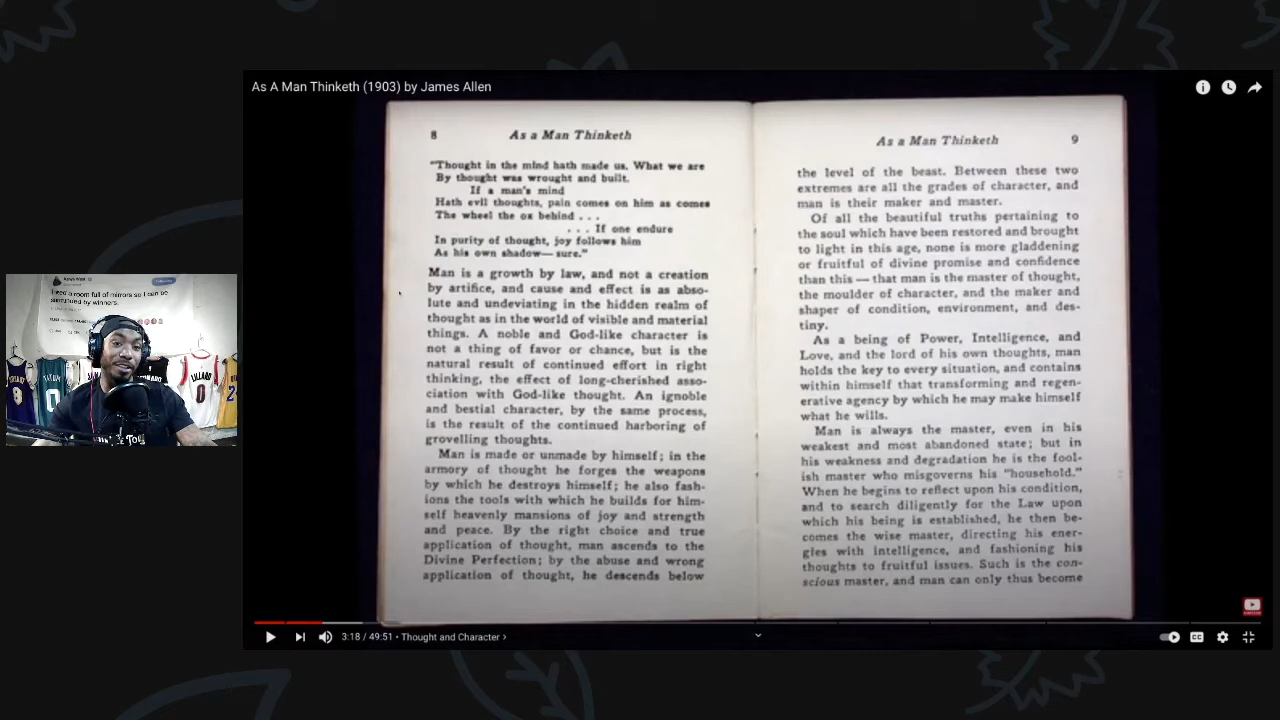 As A Man Thinketh (1903) by James Allen
8 As a Man Thinketh
"Thought in the mind hath made us. What we are
By thought was wrought and built.
If a man's mind
Hath evil thoughts, pain comes on him as comes
The wheel the ox behind . . .
. . . If one endure
In purity of thought, joy follows him
As his own shadow—sure."
Man is a growth by law, and not a creation
by artifice, and cause and effect is as abso-
lute and undeviating in the hidden realm of
thought as in the world of visible and material
things. A noble and God-like character is
not a thing of favor or chance, but is the
natural result of continued effort in right
thinking, the effect of long-cherished asso-
ciation with God-like thought. An ignoble
and bestial character, by the same process,
is the result of the continued harboring of
grovelling thoughts.
Man is made or unmade by himself; in the
armory of thought he forges the weapons
by which he destroys himself; he also fash-
ions the tools with which he builds for him-
self heavenly mansions of joy and strength
and peace. By the right choice and true
application of thought, man ascends to the
Divine Perfection; by the abuse and wrong
application of thought, he descends below
As a Man Thinketh 9
the level of the beast. Between these two
extremes are all the grades of character, and
man is their maker and master.
Of all the beautiful truths pertaining to
the soul which have been restored and brought
to light in this age, none is more gladdening
or fruitful of divine promise and confidence
than this — that man is the master of thought,
the moulder of character, and the maker and
shaper of condition, environment, and des-
tiny.
As a being of Power, Intelligence, and
Love, and the lord of his own thoughts, man
holds the key to every situation, and contains
within himself that transforming and regen-
erative agency by which he may make himself
what he wills.
Man is always the master, even in his
weakest and most abandoned state; but in
his weakness and degradation he is the fool-
ish master who misgoverns his "household."
When he begins to reflect upon his condition,
and to search diligently for the Law upon
which his being is established, he then be-
comes the wise master, directing his ener-
gies with intelligence, and fashioning his
thoughts to fruitful issues. Such is the con-
scious master, and man can only thus become
3:18 / 49:51 • Thought and Character ›
CC
I need a room full of mirrors so I can be
surrounded by winners.
TATUM
0
8
LILLARD
0
2